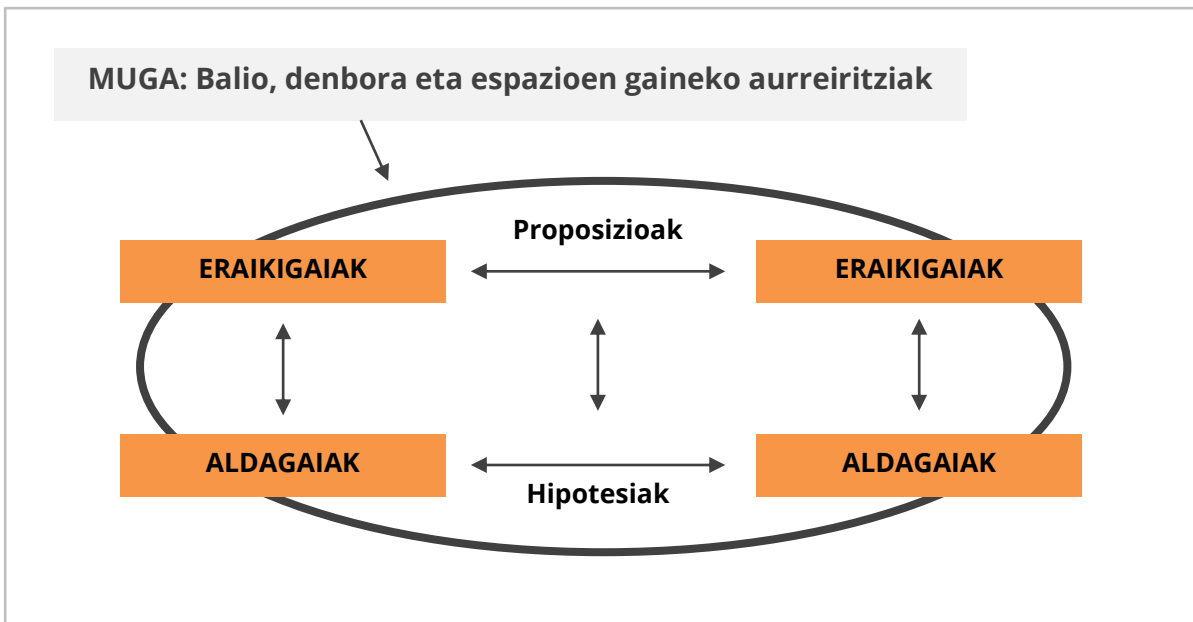 MUGA: Balio, denbora eta espazioen gaineko aurreiritziak
Proposizioak
ERAIKIGAIAK
ERAIKIGAIAK
ALDAGAIAK
ALDAGAIAK
Hipotesiak